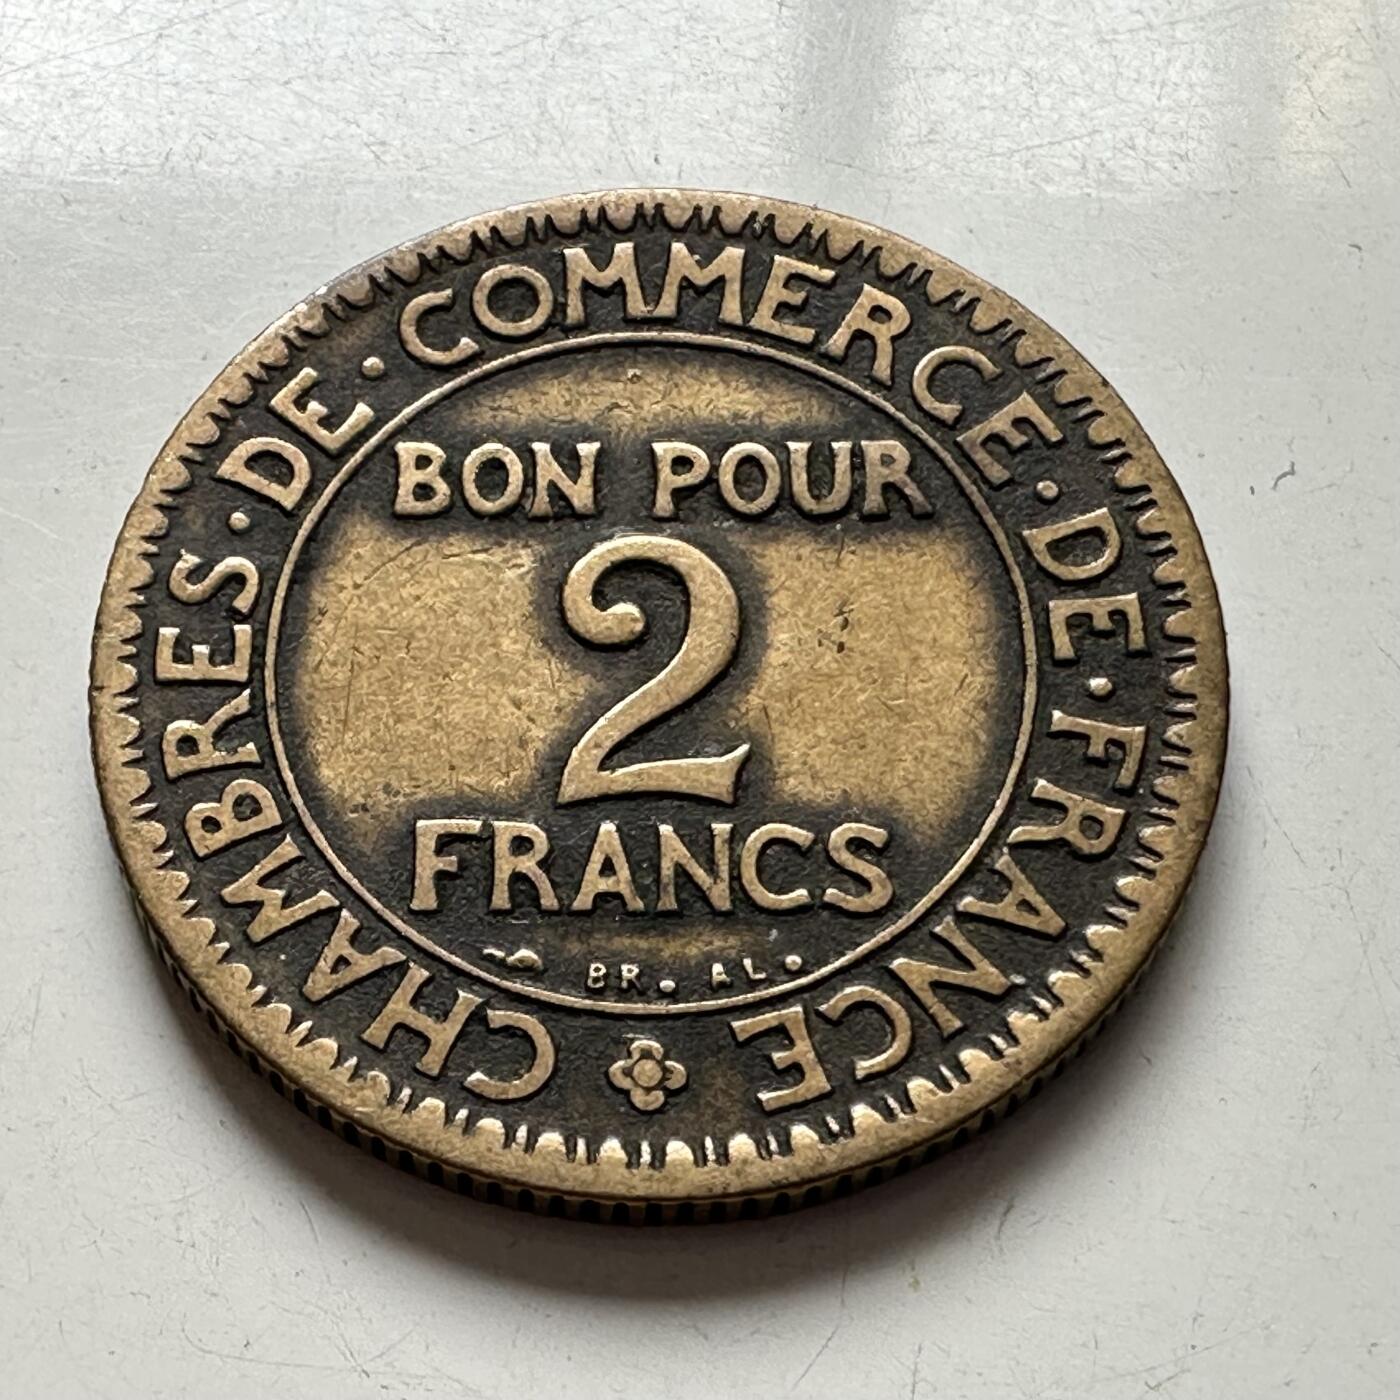 CHAMBRES · DE · COMMERCE · DE · FRANCE
BON POUR
2
FRANCS
BR. AL.